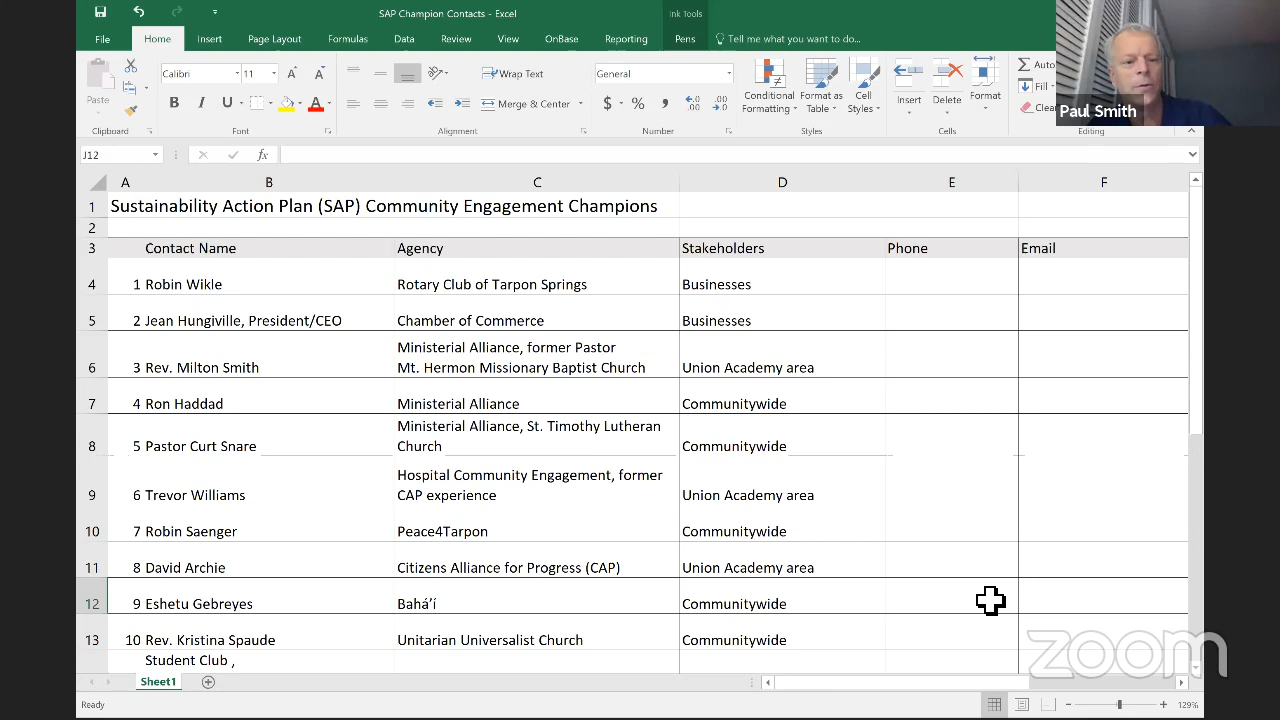 SAP Champion Contacts - Excel
Ink Tools
File Home Insert Page Layout Formulas Data Review View OnBase Reporting Pens Tell me what you want to do...
Paste
Calibri 11
B I U
Wrap Text
Merge & Center
General
$ % ,
Conditional Formatting
Format as Table
Cell Styles
Insert Delete Format
Auto
Fill
Clea
Clipboard Font Alignment Number Styles Cells Editing
Paul Smith
J12 fx
A B C D E F
1 Sustainability Action Plan (SAP) Community Engagement Champions
2
3 Contact Name Agency Stakeholders Phone Email
4 1 Robin Wikle Rotary Club of Tarpon Springs Businesses
5 2 Jean Hungiville, President/CEO Chamber of Commerce Businesses
Ministerial Alliance, former Pastor
6 3 Rev. Milton Smith Mt. Hermon Missionary Baptist Church Union Academy area
7 4 Ron Haddad Ministerial Alliance Communitywide
Ministerial Alliance, St. Timothy Lutheran
8 5 Pastor Curt Snare Church Communitywide
Hospital Community Engagement, former
9 6 Trevor Williams CAP experience Union Academy area
10 7 Robin Saenger Peace4Tarpon Communitywide
11 8 David Archie Citizens Alliance for Progress (CAP) Union Academy area
12 9 Eshetu Gebreyes Bahá’í Communitywide
13 10 Rev. Kristina Spaude Unitarian Universalist Church Communitywide
Student Club ,
zoom
Sheet1
Ready 129%